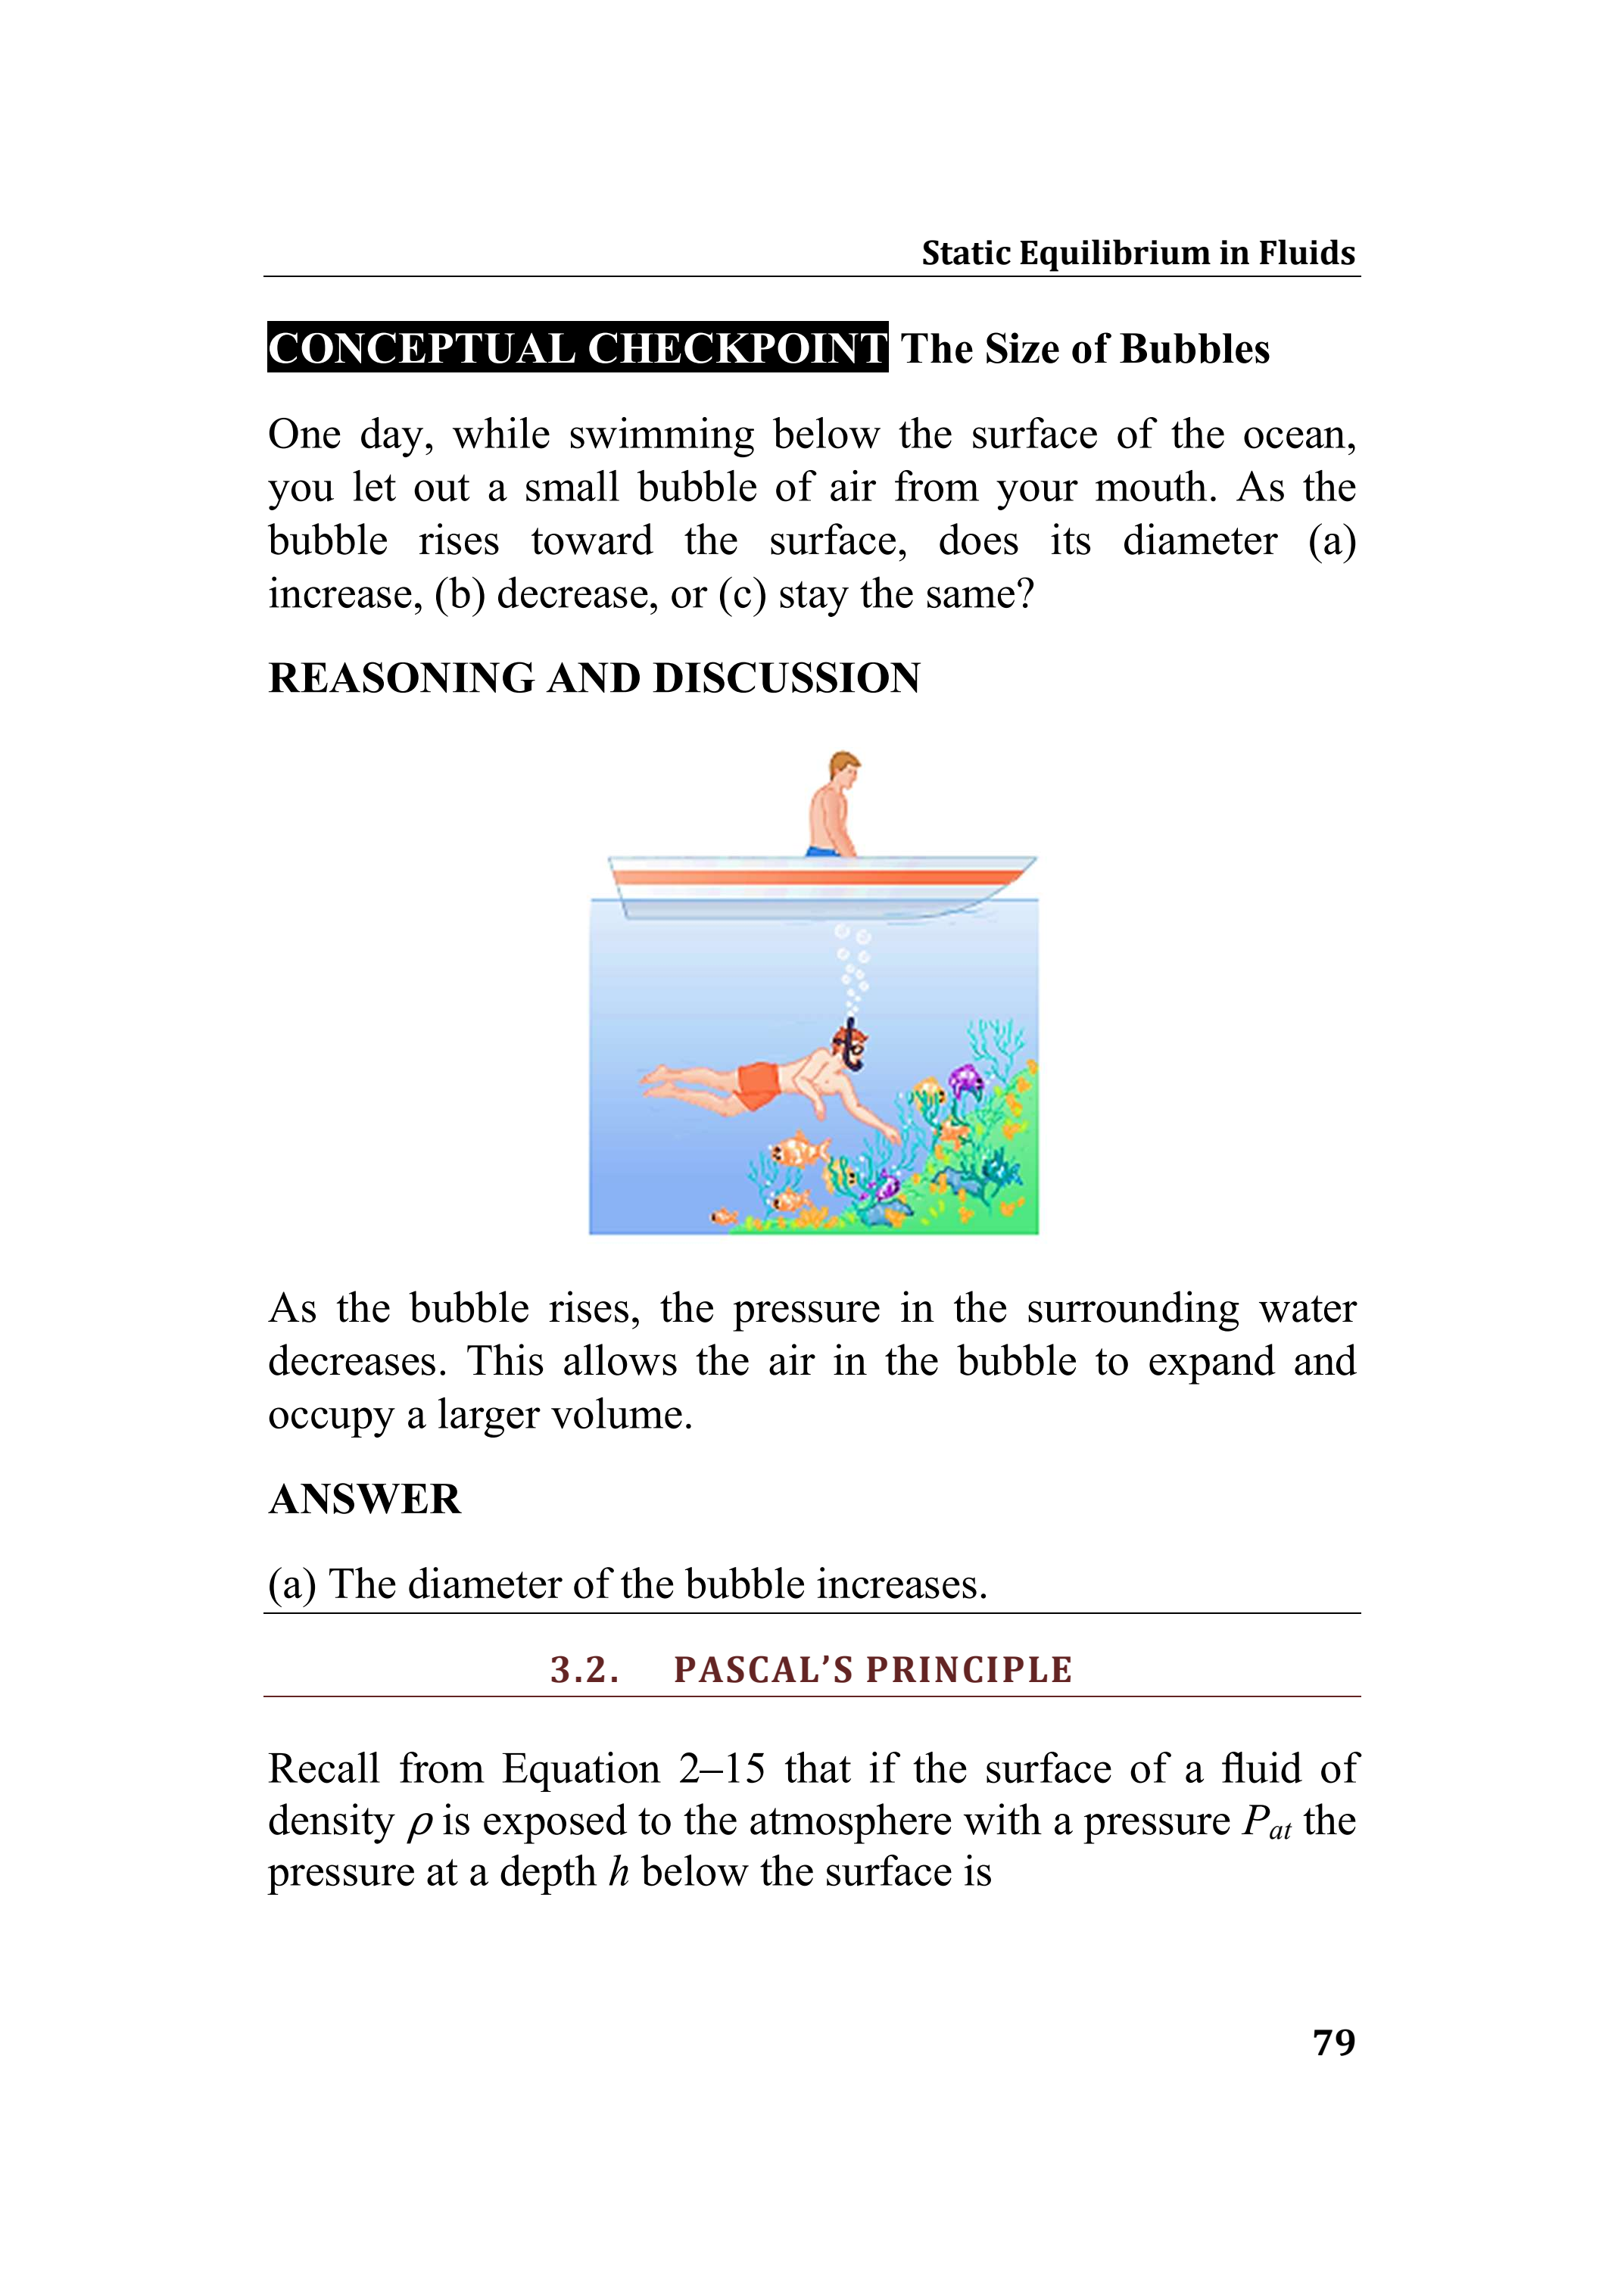 Static Equilibrium in Fluids
CONCEPTUAL CHECKPOINT The Size of Bubbles
One day, while swimming below the surface of the ocean,
you let out a small bubble of air from your mouth. As the
bubble rises toward the surface, does its diameter (a)
increase, (b) decrease, or (c) stay the same?
REASONING AND DISCUSSION
As the bubble rises, the pressure in the surrounding water
decreases. This allows the air in the bubble to expand and
occupy a larger volume.
ANSWER
(a) The diameter of the bubble increases.
3.2. PASCAL’S PRINCIPLE
Recall from Equation 2–15 that if the surface of a fluid of
density ρ is exposed to the atmosphere with a pressure Pat the
pressure at a depth h below the surface is
79